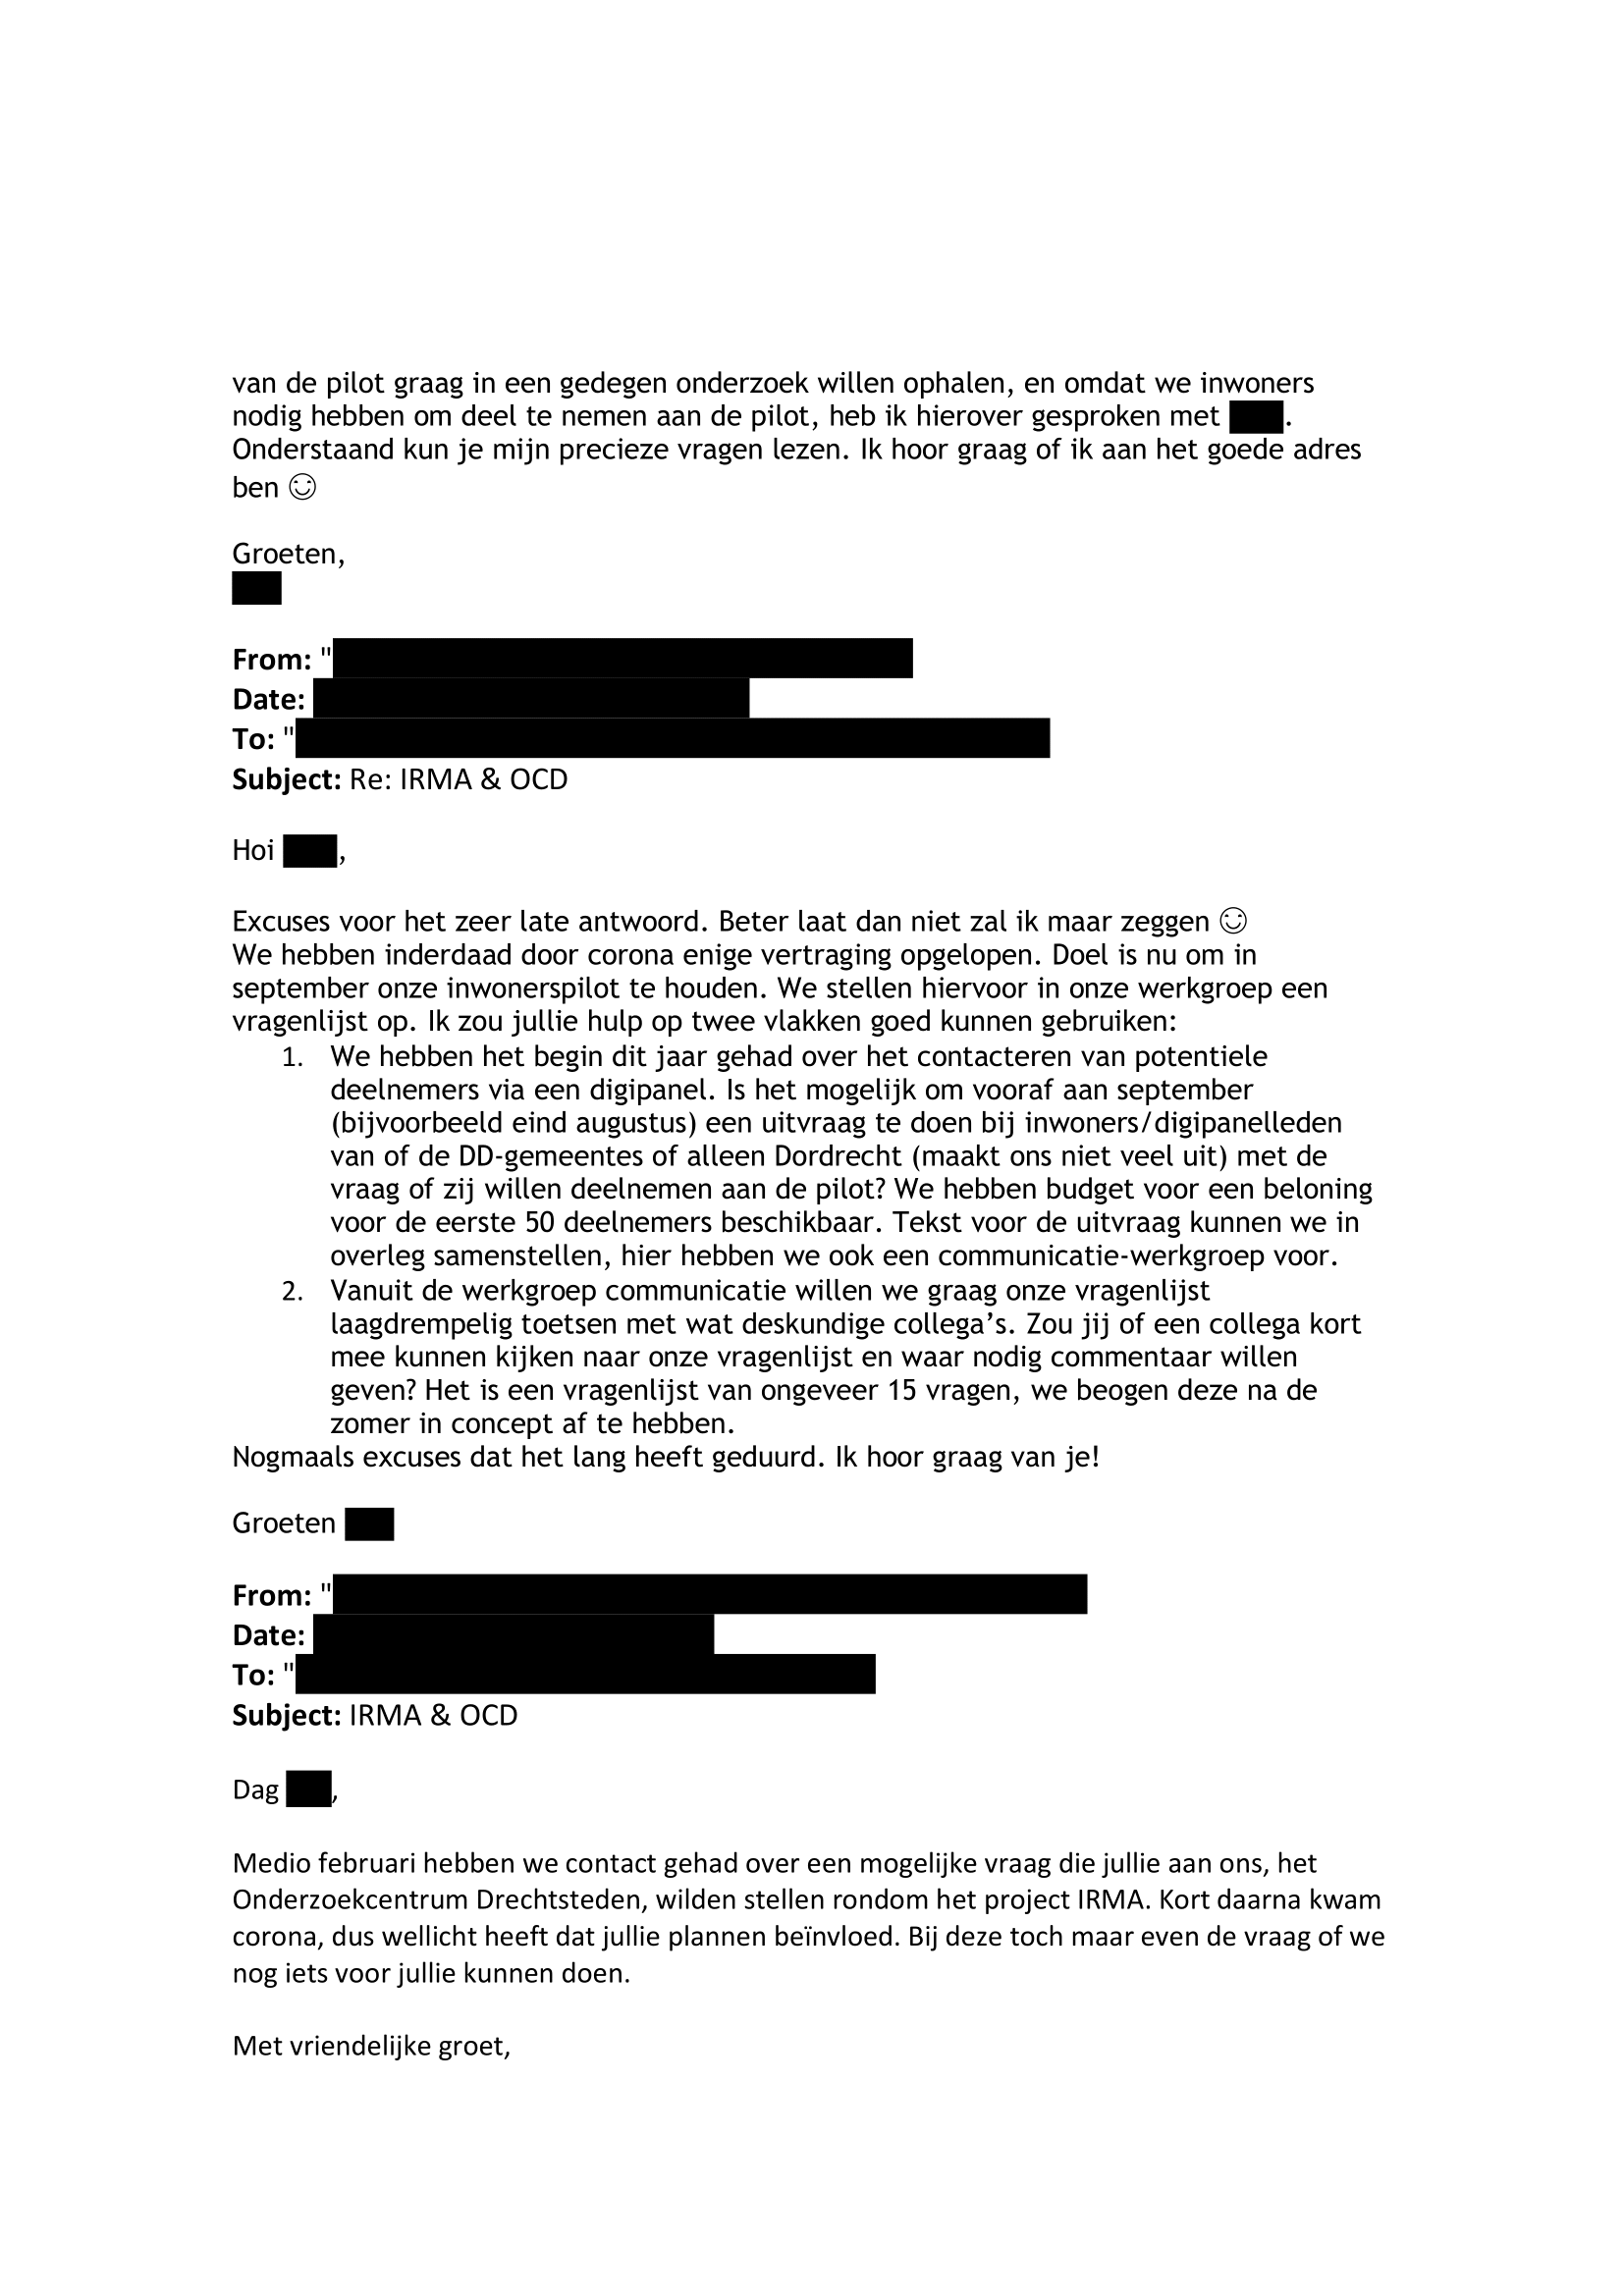 van de pilot graag in een gedegen onderzoek willen ophalen, en omdat we inwoners
nodig hebben om deel te nemen aan de pilot, heb ik hierover gesproken met .
Onderstaand kun je mijn precieze vragen lezen. Ik hoor graag of ik aan het goede adres
ben ☺
Groeten,
From: "
Date:
To: "
Subject: Re: IRMA & OCD
Hoi ,
Excuses voor het zeer late antwoord. Beter laat dan niet zal ik maar zeggen ☺
We hebben inderdaad door corona enige vertraging opgelopen. Doel is nu om in
september onze inwonerspilot te houden. We stellen hiervoor in onze werkgroep een
vragenlijst op. Ik zou jullie hulp op twee vlakken goed kunnen gebruiken:
1. We hebben het begin dit jaar gehad over het contacteren van potentiele
deelnemers via een digipanel. Is het mogelijk om vooraf aan september
(bijvoorbeeld eind augustus) een uitvraag te doen bij inwoners/digipanelleden
van of de DD-gemeentes of alleen Dordrecht (maakt ons niet veel uit) met de
vraag of zij willen deelnemen aan de pilot? We hebben budget voor een beloning
voor de eerste 50 deelnemers beschikbaar. Tekst voor de uitvraag kunnen we in
overleg samenstellen, hier hebben we ook een communicatie-werkgroep voor.
2. Vanuit de werkgroep communicatie willen we graag onze vragenlijst
laagdrempelig toetsen met wat deskundige collega’s. Zou jij of een collega kort
mee kunnen kijken naar onze vragenlijst en waar nodig commentaar willen
geven? Het is een vragenlijst van ongeveer 15 vragen, we beogen deze na de
zomer in concept af te hebben.
Nogmaals excuses dat het lang heeft geduurd. Ik hoor graag van je!
Groeten
From: "
Date:
To: "
Subject: IRMA & OCD
Dag ,
Medio februari hebben we contact gehad over een mogelijke vraag die jullie aan ons, het
Onderzoekcentrum Drechtsteden, wilden stellen rondom het project IRMA. Kort daarna kwam
corona, dus wellicht heeft dat jullie plannen beïnvloed. Bij deze toch maar even de vraag of we
nog iets voor jullie kunnen doen.
Met vriendelijke groet,